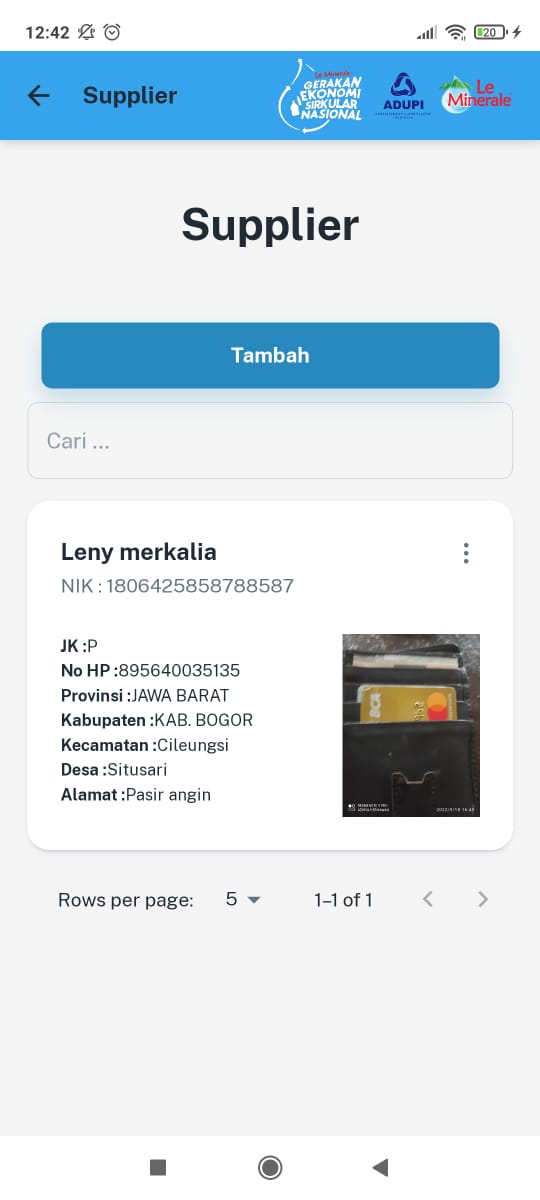 12:42
20
Supplier
Le Minerale
GERAKAN
EKONOMI
SIRKULAR
NASIONAL
ADUPI
Le
Minerale
Supplier
Tambah
Cari ...
Leny merkalia
NIK : 1806425858788587
JK :P
No HP :895640035135
Provinsi :JAWA BARAT
Kabupaten :KAB. BOGOR
Kecamatan :Cileungsi
Desa :Situsari
Alamat :Pasir angin
BCA
Rows per page: 5 1–1 of 1